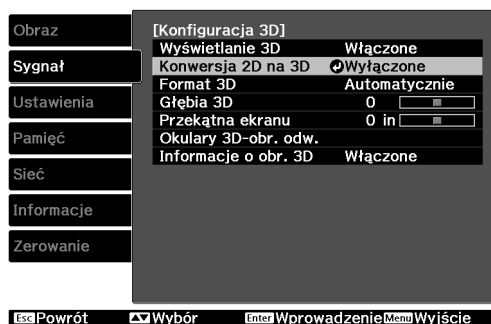 Obraz
Sygnał
Ustawienia
Pamięć
Sieć
Informacje
Zerowanie
[Konfiguracja 3D]
Wyświetlanie 3D Włączone
Konwersja 2D na 3D Wyłączone
Format 3D Automatycznie
Głębia 3D 0
Przekątna ekranu 0 in
Okulary 3D-obr. odw.
Informacje o obr. 3D Włączone
Esc Powrót Wybór Enter Wprowadzenie Menu Wyjście